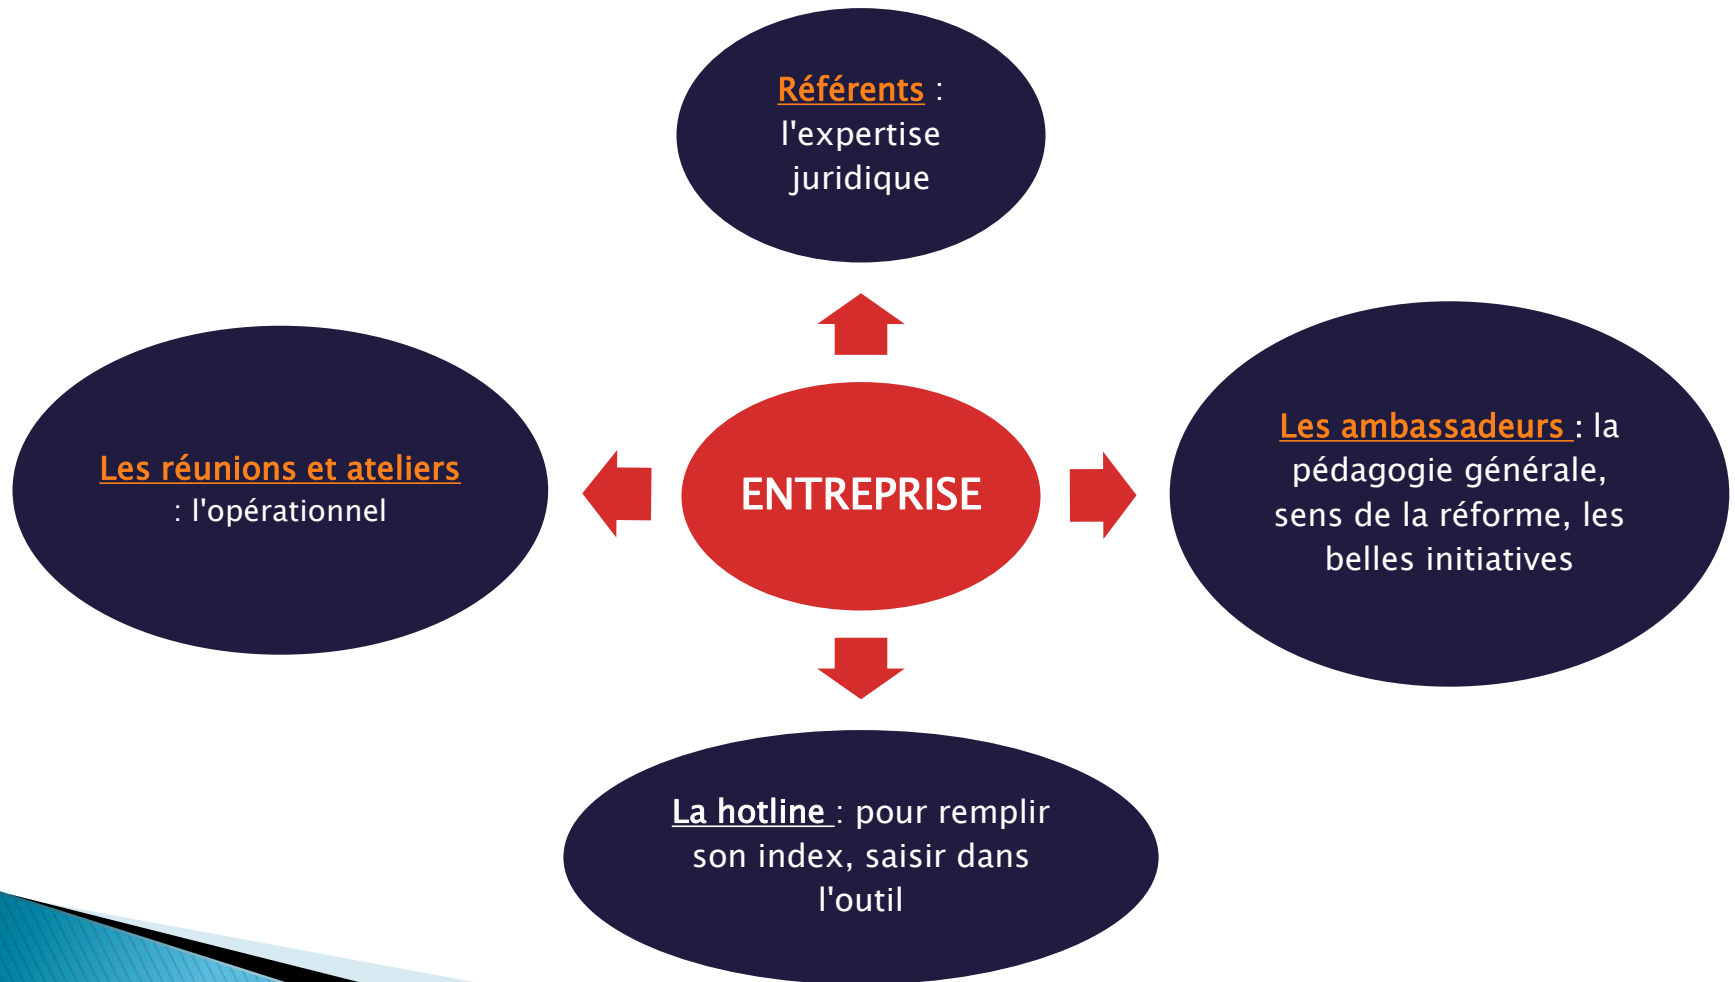 Référents :
l'expertise
juridique
Les réunions et ateliers
: l'opérationnel
ENTREPRISE
Les ambassadeurs : la
pédagogie générale,
sens de la réforme, les
belles initiatives
La hotline : pour remplir
son index, saisir dans
l'outil